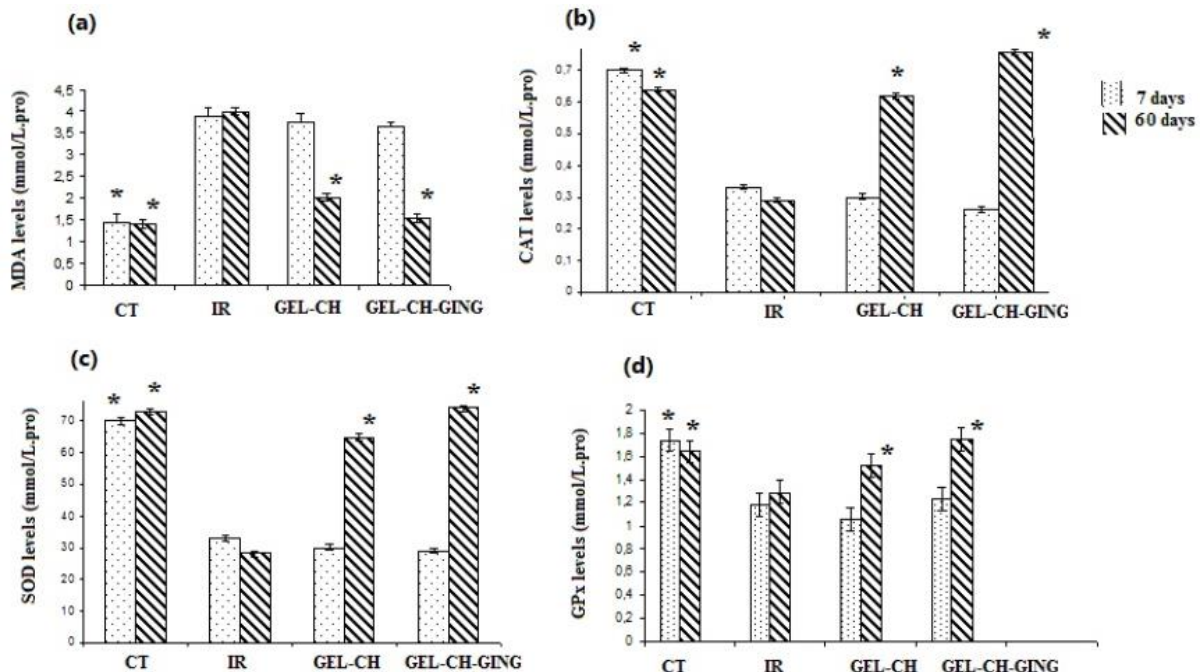 (a)
MDA levels (mmol/L.pro)
4,5
4
3,5
3
2,5
2
1,5
1
0,5
0
* * * *
CT IR GEL-CH GEL-CH-GING
(b)
CAT levels (mmol/L.pro)
0,7
0,6
0,5
0,4
0,3
0,2
0,1
0
* * * *
CT IR GEL-CH GEL-CH-GING
7 days
60 days
(c)
SOD levels (mmol/L.pro)
70
60
50
40
30
20
10
0
* * * *
CT IR GEL-CH GEL-CH-GING
(d)
GPx levels (mmol/L.pro)
2
1,8
1,6
1,4
1,2
1
0,8
0,6
0,4
0,2
0
* * * *
CT IR GEL-CH GEL-CH-GING